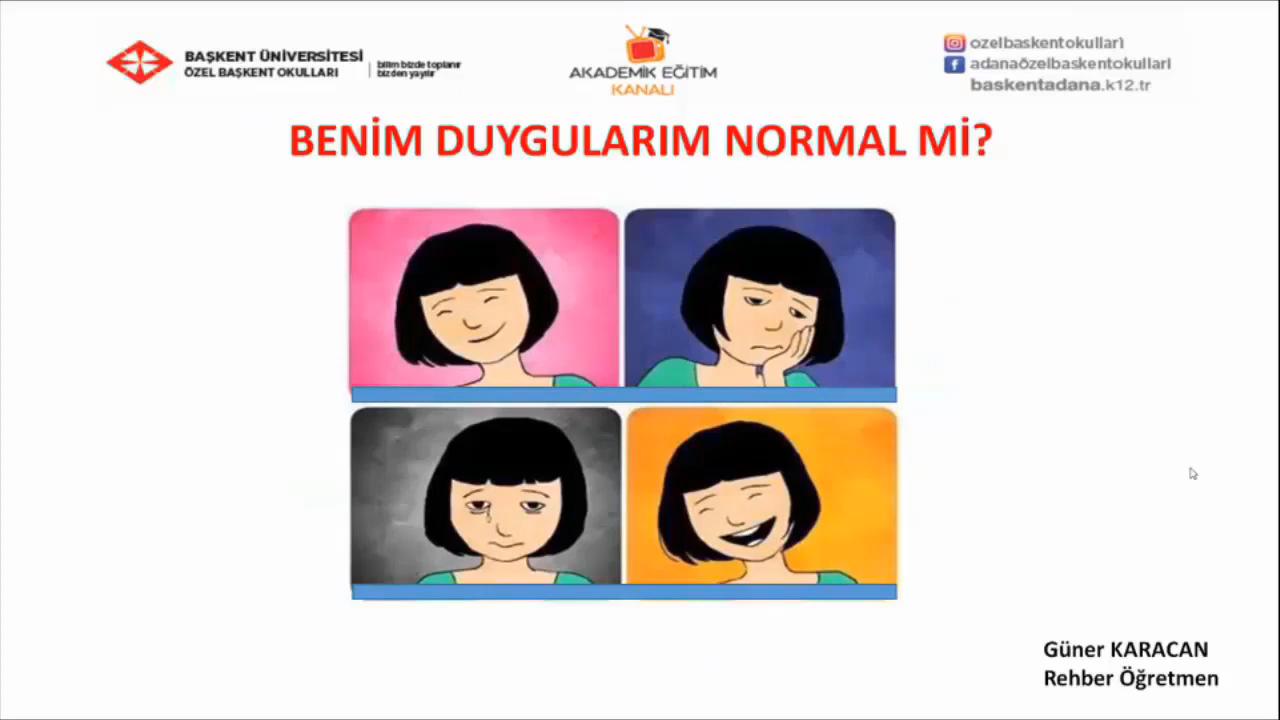 BAŞKENT ÜNİVERSİTESİ
ÖZEL BAŞKENT OKULLARI
bilim bizde toplanır
bizden yayılır
AKADEMİK EĞİTİM
KANALI
ozelbaskentokulları
adanaözelbaskentokullari
baskentadana.k12.tr
BENİM DUYGULARIM NORMAL Mİ?
Güner KARACAN
Rehber Öğretmen